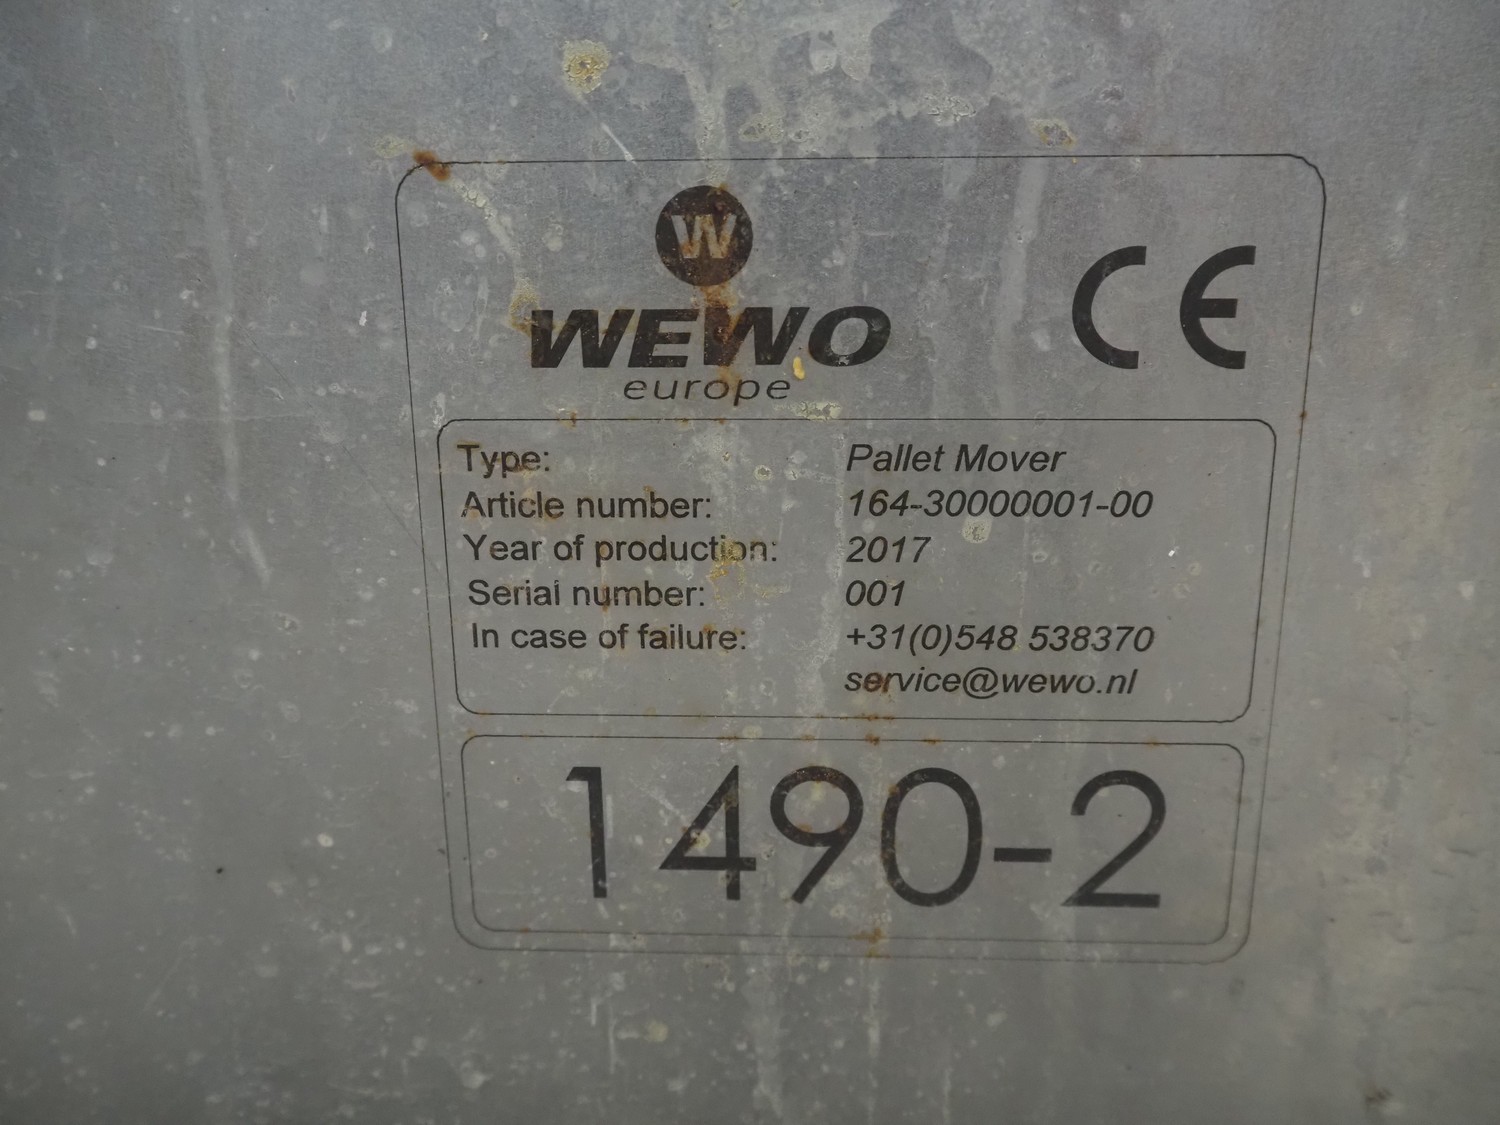 W
WEWO
europe
CE
Type: Pallet Mover
Article number: 164-30000001-00
Year of production: 2017
Serial number: 001
In case of failure: +31(0)548 538370
service@wewo.nl
1490-2